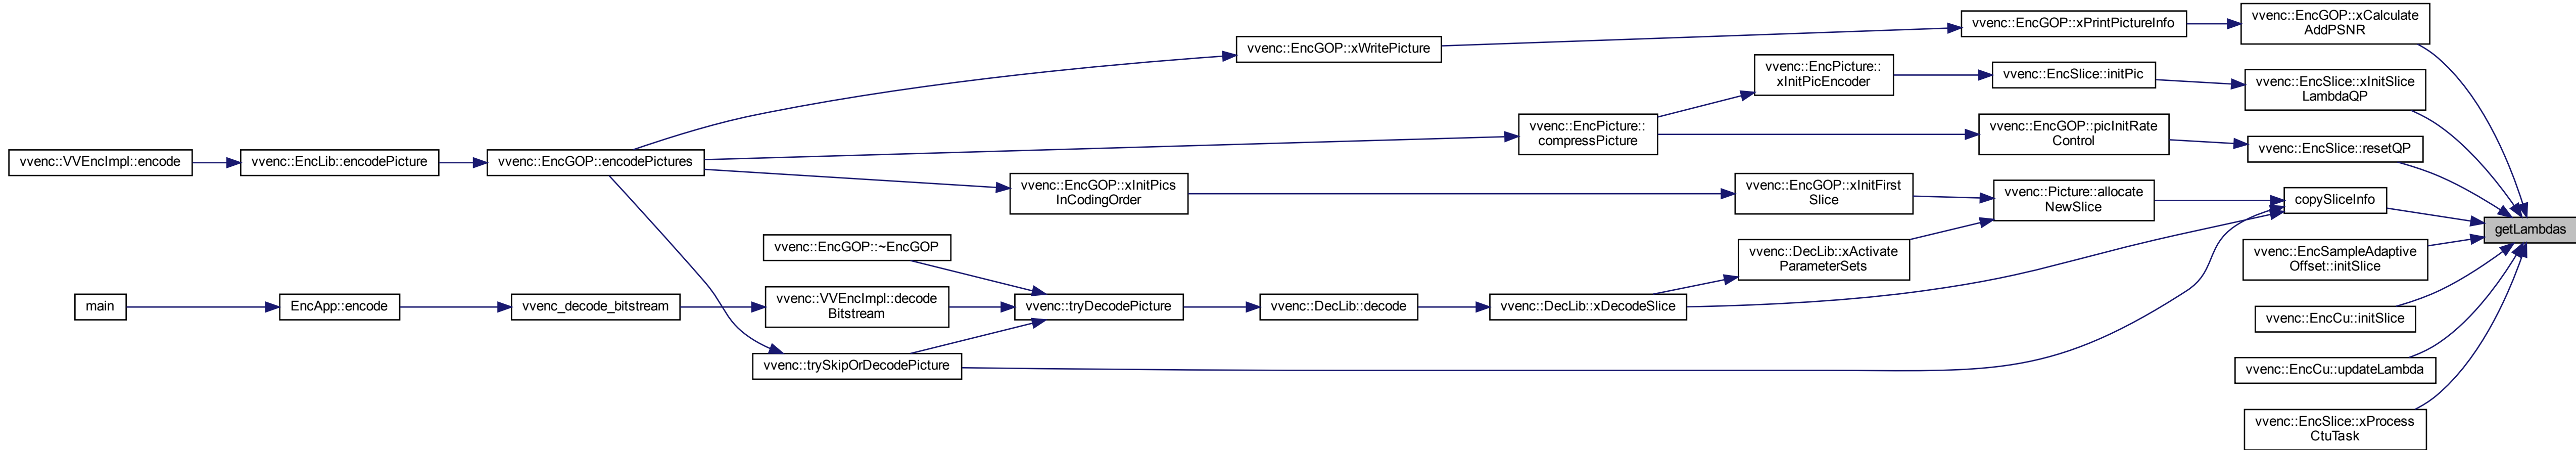 vvenc::VVEncImpl::encode
vvenc::EncLib::encodePicture
vvenc::EncGOP::encodePictures
vvenc::EncGOP::xWritePicture
vvenc::EncGOP::xPrintPictureInfo
vvenc::EncGOP::xCalculate
AddPSNR
vvenc::EncPicture::
xInitPicEncoder
vvenc::EncSlice::initPic
vvenc::EncSlice::xInitSlice
LambdaQP
vvenc::EncPicture::
compressPicture
vvenc::EncGOP::picInitRate
Control
vvenc::EncSlice::resetQP
vvenc::EncGOP::xInitPics
InCodingOrder
vvenc::EncGOP::xInitFirst
Slice
vvenc::Picture::allocate
NewSlice
copySliceInfo
getLambdas
vvenc::EncGOP::~EncGOP
vvenc::DecLib::xActivate
ParameterSets
vvenc::EncSampleAdaptive
Offset::initSlice
main
EncApp::encode
vvenc_decode_bitstream
vvenc::VVEncImpl::decode
Bitstream
vvenc::tryDecodePicture
vvenc::DecLib::decode
vvenc::DecLib::xDecodeSlice
vvenc::EncCu::initSlice
vvenc::trySkipOrDecodePicture
vvenc::EncCu::updateLambda
vvenc::EncSlice::xProcess
CtuTask